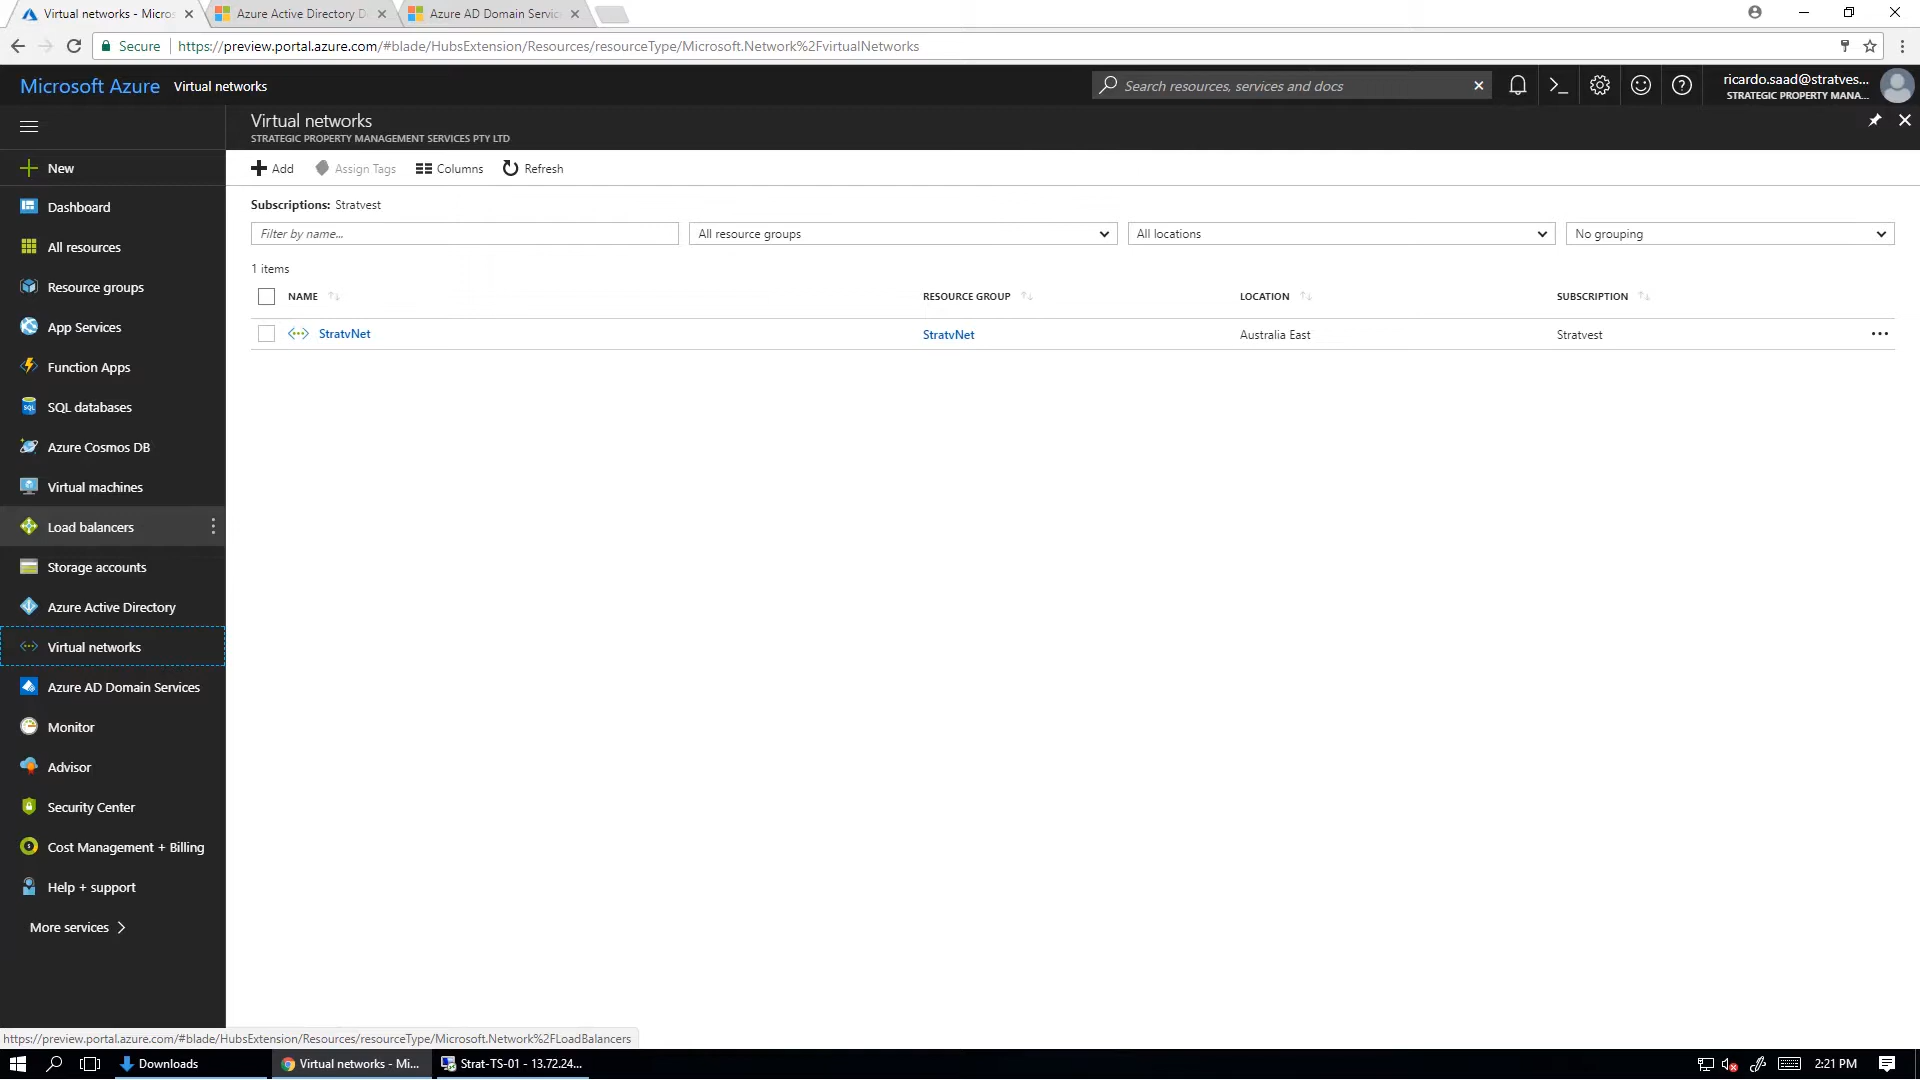 Virtual networks - Micros
Azure Active Directory D
Azure AD Domain Servic
Secure
https://preview.portal.azure.com/#blade/HubsExtension/Resources/resourceType/Microsoft.Network%2FvirtualNetworks
Microsoft Azure
Virtual networks
Search resources, services and docs
ricardo.saad@stratves...
STRATEGIC PROPERTY MANA...
Virtual networks
STRATEGIC PROPERTY MANAGEMENT SERVICES PTY LTD
New
Add
Assign Tags
Columns
Refresh
Dashboard
All resources
Resource groups
App Services
Function Apps
SQL databases
Azure Cosmos DB
Virtual machines
Load balancers
Storage accounts
Azure Active Directory
Virtual networks
Azure AD Domain Services
Monitor
Advisor
Security Center
Cost Management + Billing
Help + support
More services
Subscriptions: Stratvest
Filter by name...
All resource groups
All locations
No grouping
1 items
NAME
RESOURCE GROUP
LOCATION
SUBSCRIPTION
StratvNet
StratvNet
Australia East
Stratvest
https://preview.portal.azure.com/#blade/HubsExtension/Resources/resourceType/Microsoft.Network%2FLoadBalancers
Downloads
Virtual networks - Mi...
Strat-TS-01 - 13.72.24...
2:21 PM